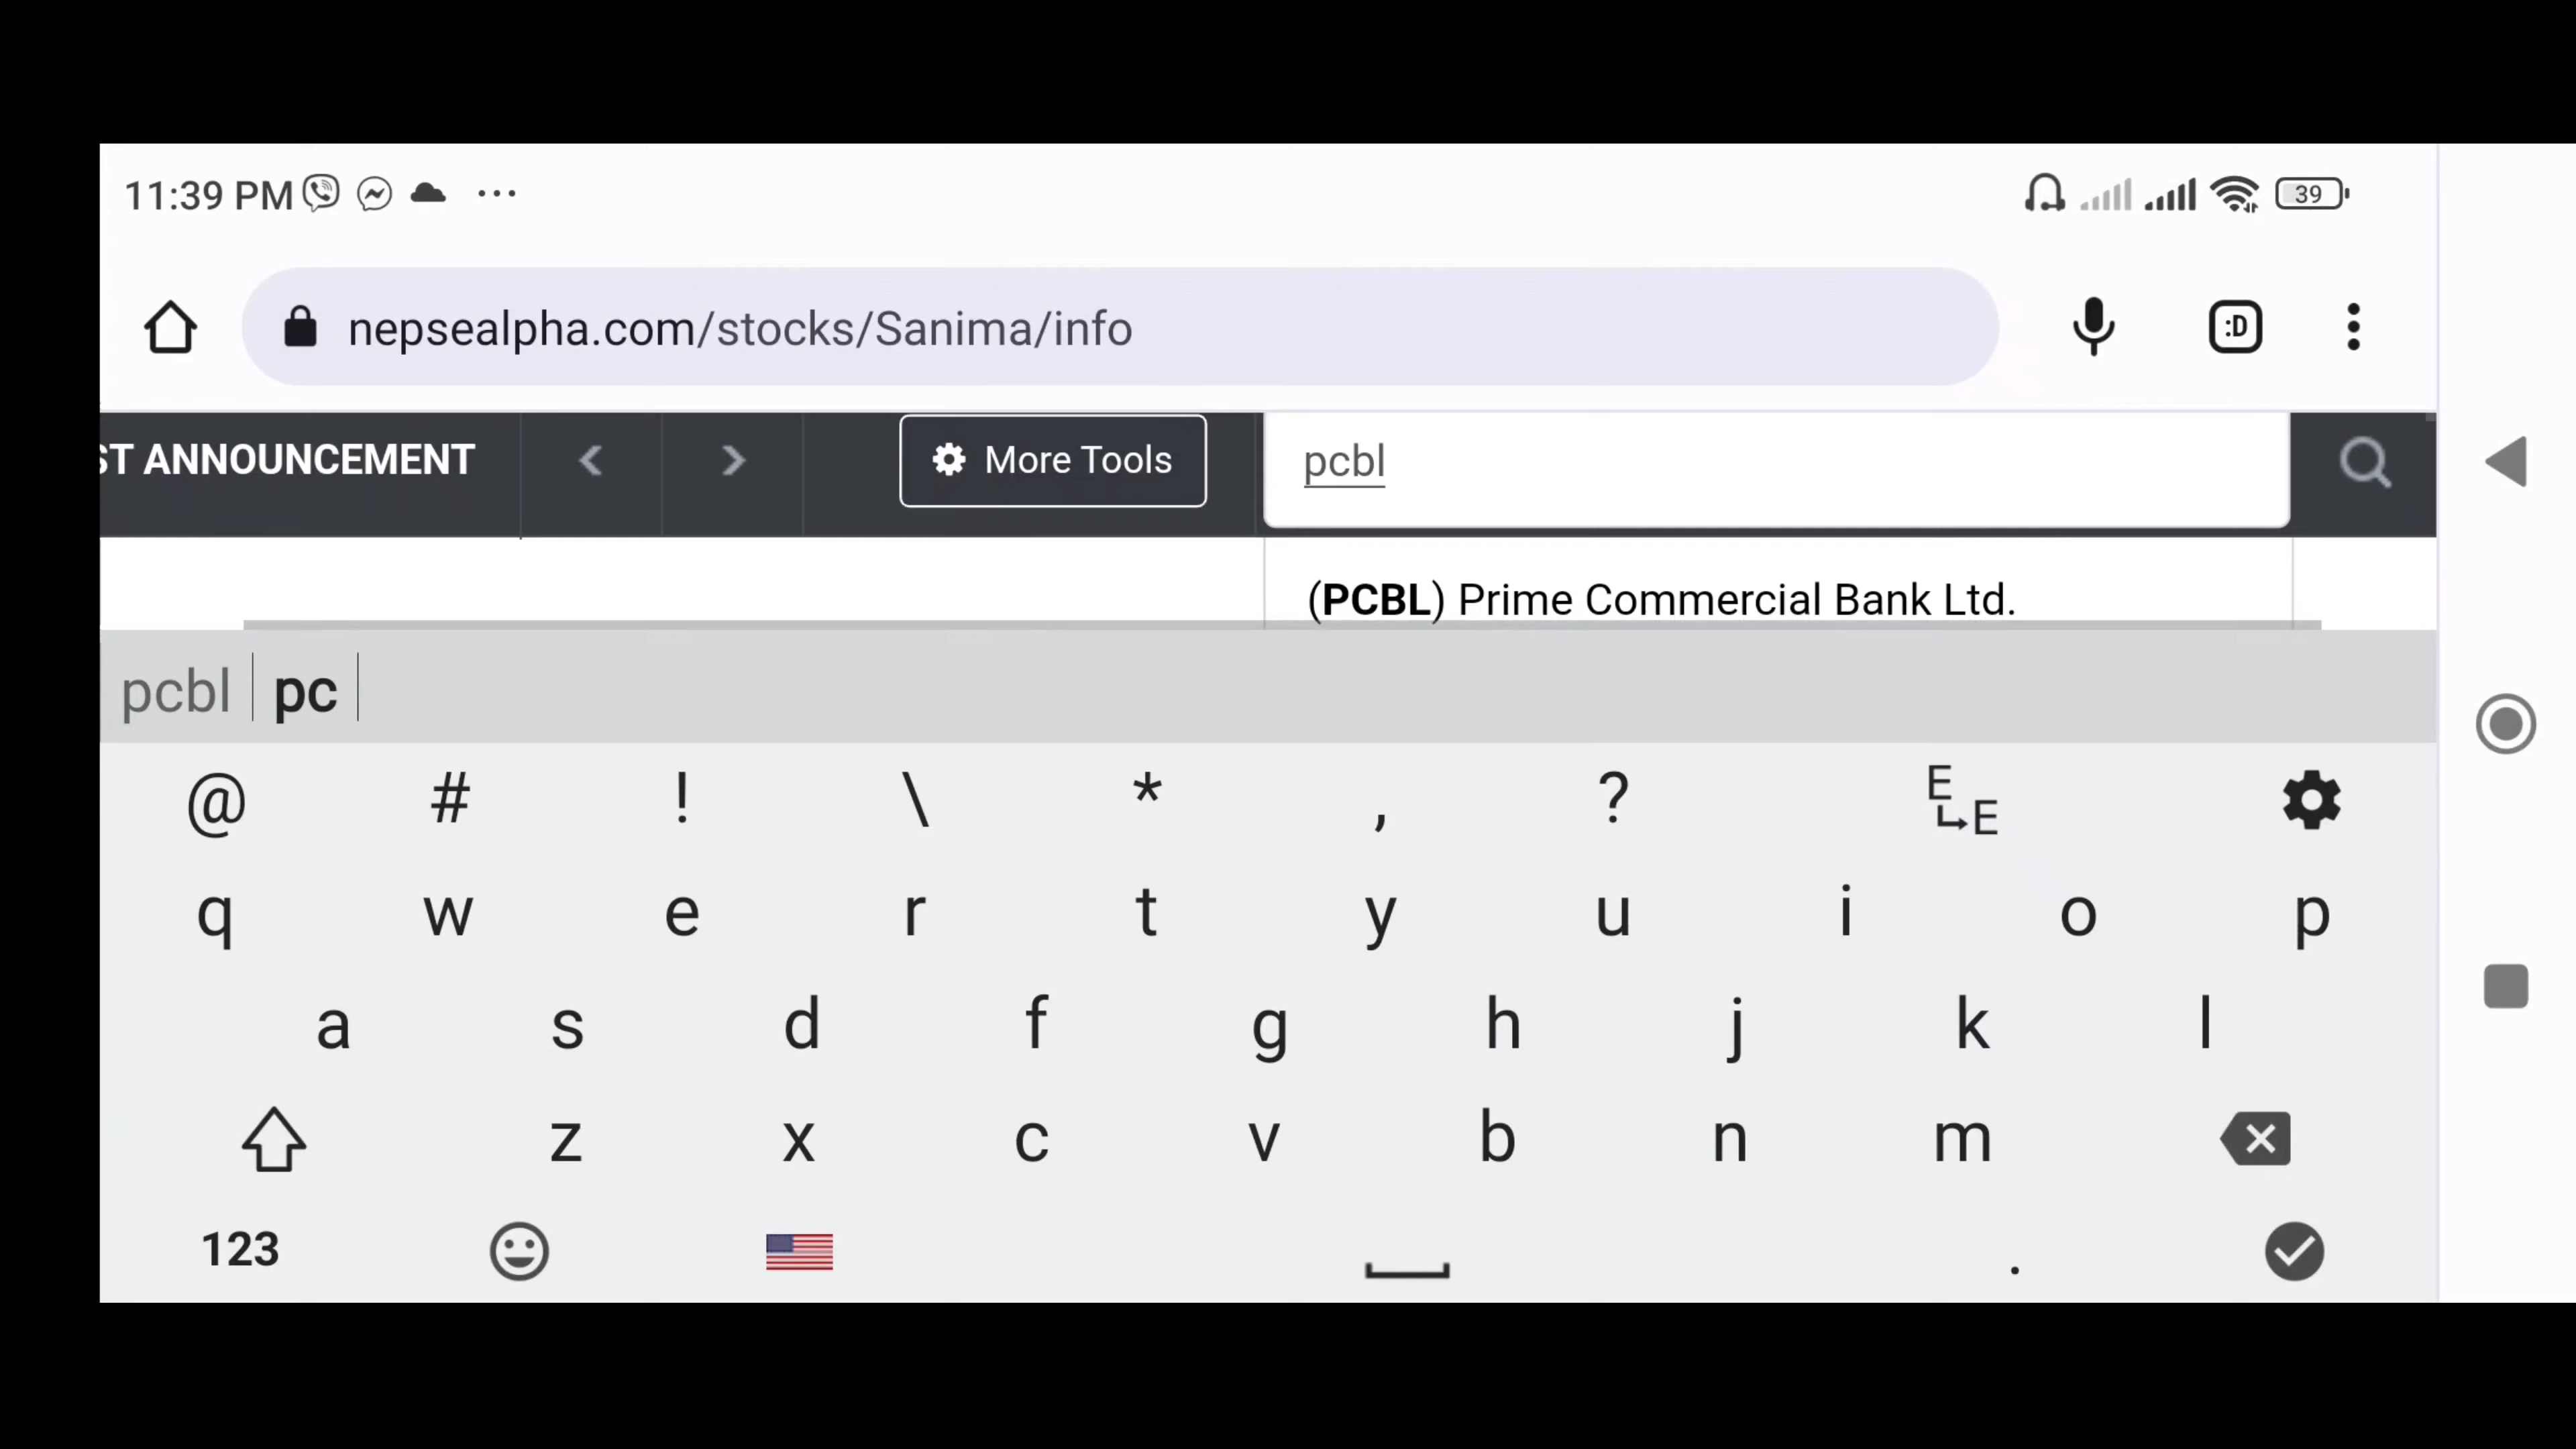 11:39 PM
39
nepsealpha.com/stocks/Sanima/info
:D
ST ANNOUNCEMENT
More Tools
pcbl
(PCBL) Prime Commercial Bank Ltd.
pcbl pc
@ # ! \ * , ? E E
q w e r t y u i o p
a s d f g h j k l
z x c v b n m
123 .